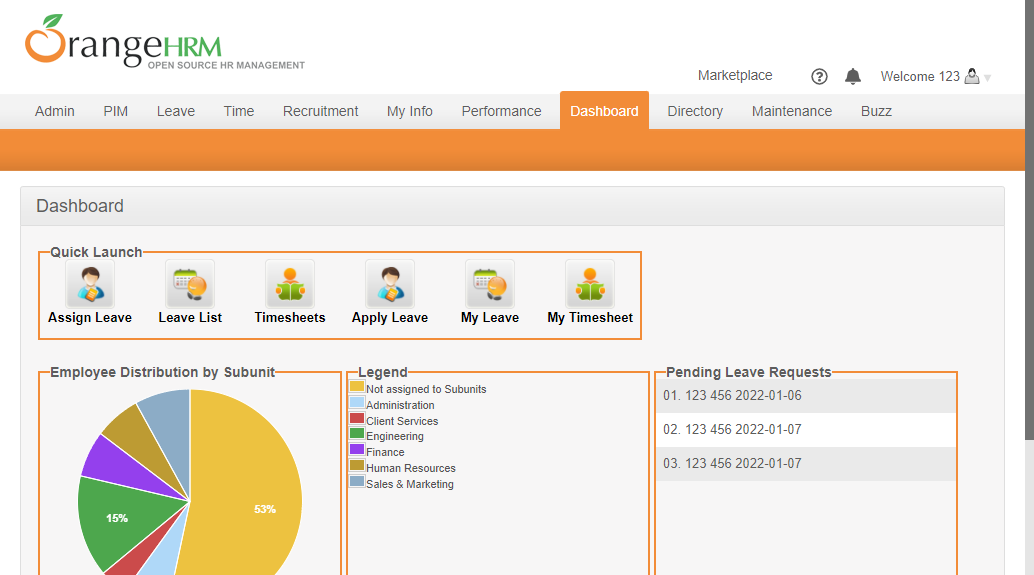 OrangeHRM
OPEN SOURCE HR MANAGEMENT
Marketplace ? Welcome 123
Admin PIM Leave Time Recruitment My Info Performance Dashboard Directory Maintenance Buzz
Dashboard
Quick Launch
Assign Leave Leave List Timesheets Apply Leave My Leave My Timesheet
Employee Distribution by Subunit
53%
15%
Legend
Not assigned to Subunits
Administration
Client Services
Engineering
Finance
Human Resources
Sales & Marketing
Pending Leave Requests
01. 123 456 2022-01-06
02. 123 456 2022-01-07
03. 123 456 2022-01-07